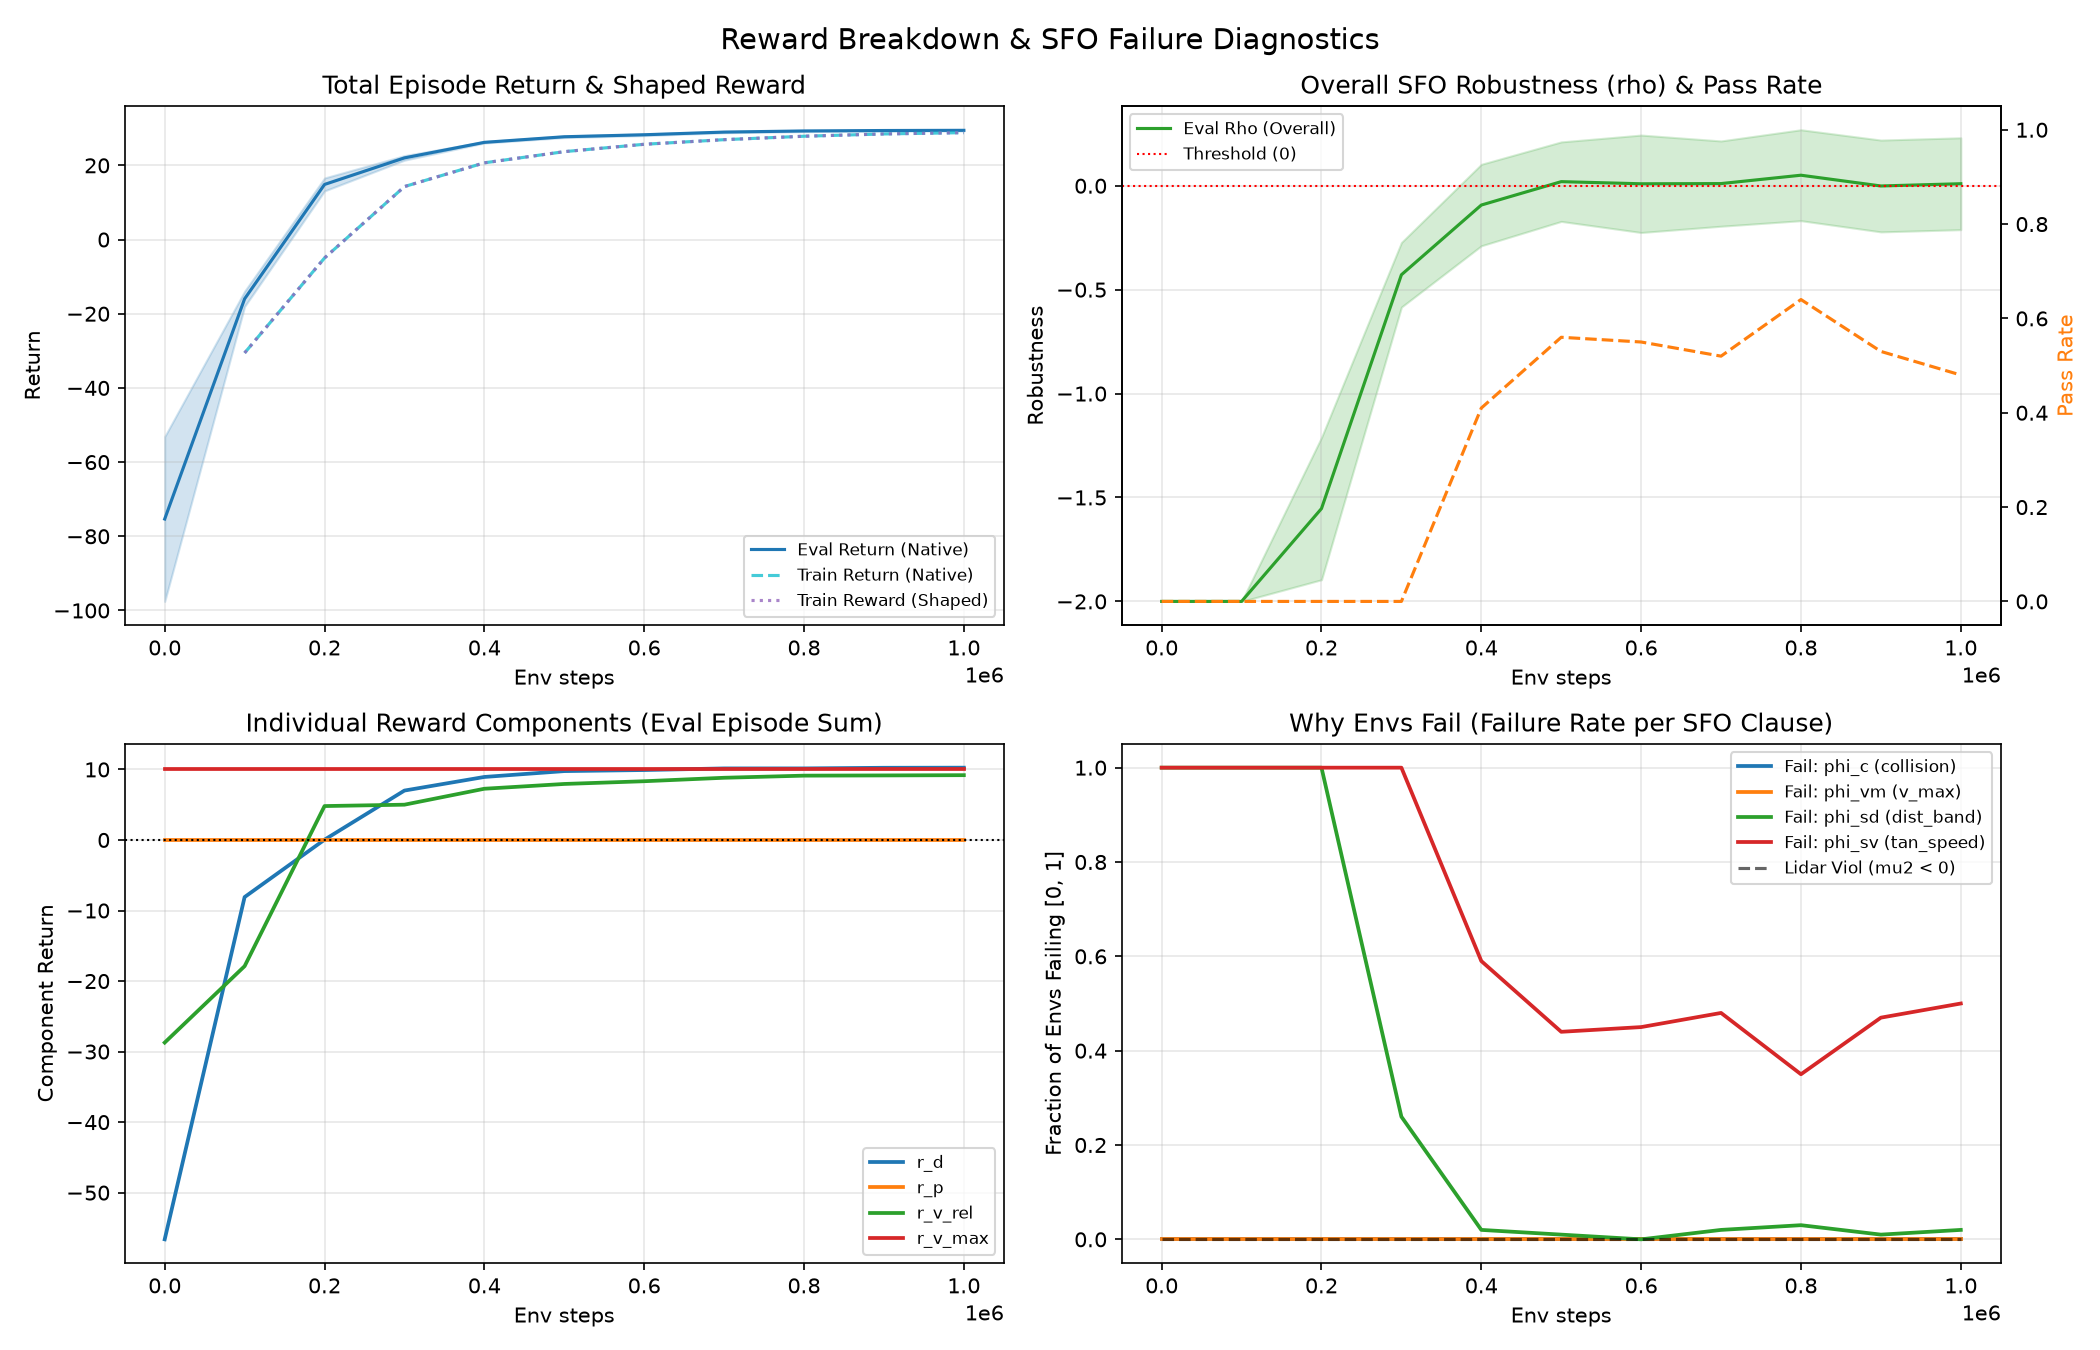 Reward Breakdown & SFO Failure Diagnostics
Total Episode Return & Shaped Reward
20
0
−20
−40
−60
−80
−100
Return
0.0 0.2 0.4 0.6 0.8 1.0
1e6
Env steps
Eval Return (Native)
Train Return (Native)
Train Reward (Shaped)
Overall SFO Robustness (rho) & Pass Rate
Eval Rho (Overall)
Threshold (0)
0.0
−0.5
−1.0
−1.5
−2.0
Robustness
1.0
0.8
0.6
0.4
0.2
0.0
Pass Rate
0.0 0.2 0.4 0.6 0.8 1.0
1e6
Env steps
Individual Reward Components (Eval Episode Sum)
10
0
−10
−20
−30
−40
−50
Component Return
r_d
r_p
r_v_rel
r_v_max
0.0 0.2 0.4 0.6 0.8 1.0
1e6
Env steps
Why Envs Fail (Failure Rate per SFO Clause)
Fail: phi_c (collision)
Fail: phi_vm (v_max)
Fail: phi_sd (dist_band)
Fail: phi_sv (tan_speed)
Lidar Viol (mu2 < 0)
1.0
0.8
0.6
0.4
0.2
0.0
Fraction of Envs Failing [0, 1]
0.0 0.2 0.4 0.6 0.8 1.0
1e6
Env steps